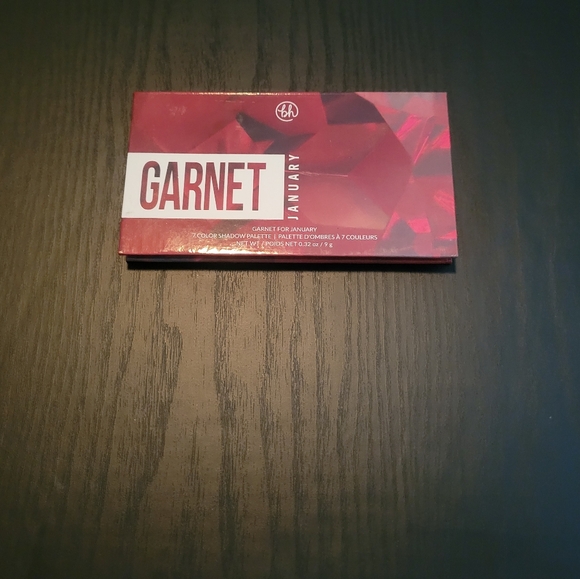 bh
GARNET
JANUARY
GARNET FOR JANUARY
7 COLOR SHADOW PALETTE | PALETTE D'OMBRES À 7 COULEURS
NET WT / POIDS NET 0.32 oz / 9 g